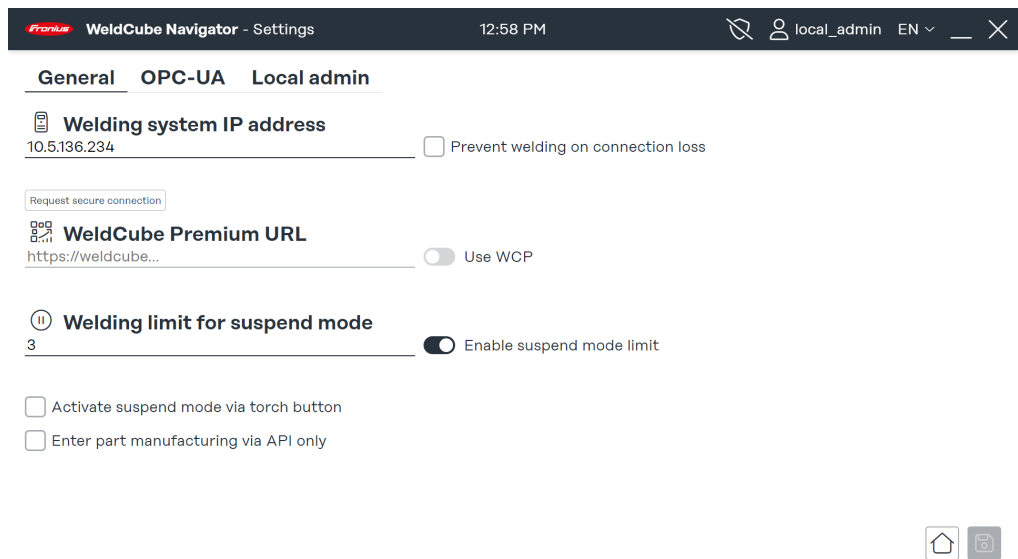 Fronius WeldCube Navigator - Settings 12:58 PM local_admin EN
General OPC-UA Local admin
Welding system IP address
10.5.136.234 Prevent welding on connection loss
Request secure connection
WeldCube Premium URL
https://weldcube... Use WCP
Welding limit for suspend mode
3 Enable suspend mode limit
Activate suspend mode via torch button
Enter part manufacturing via API only